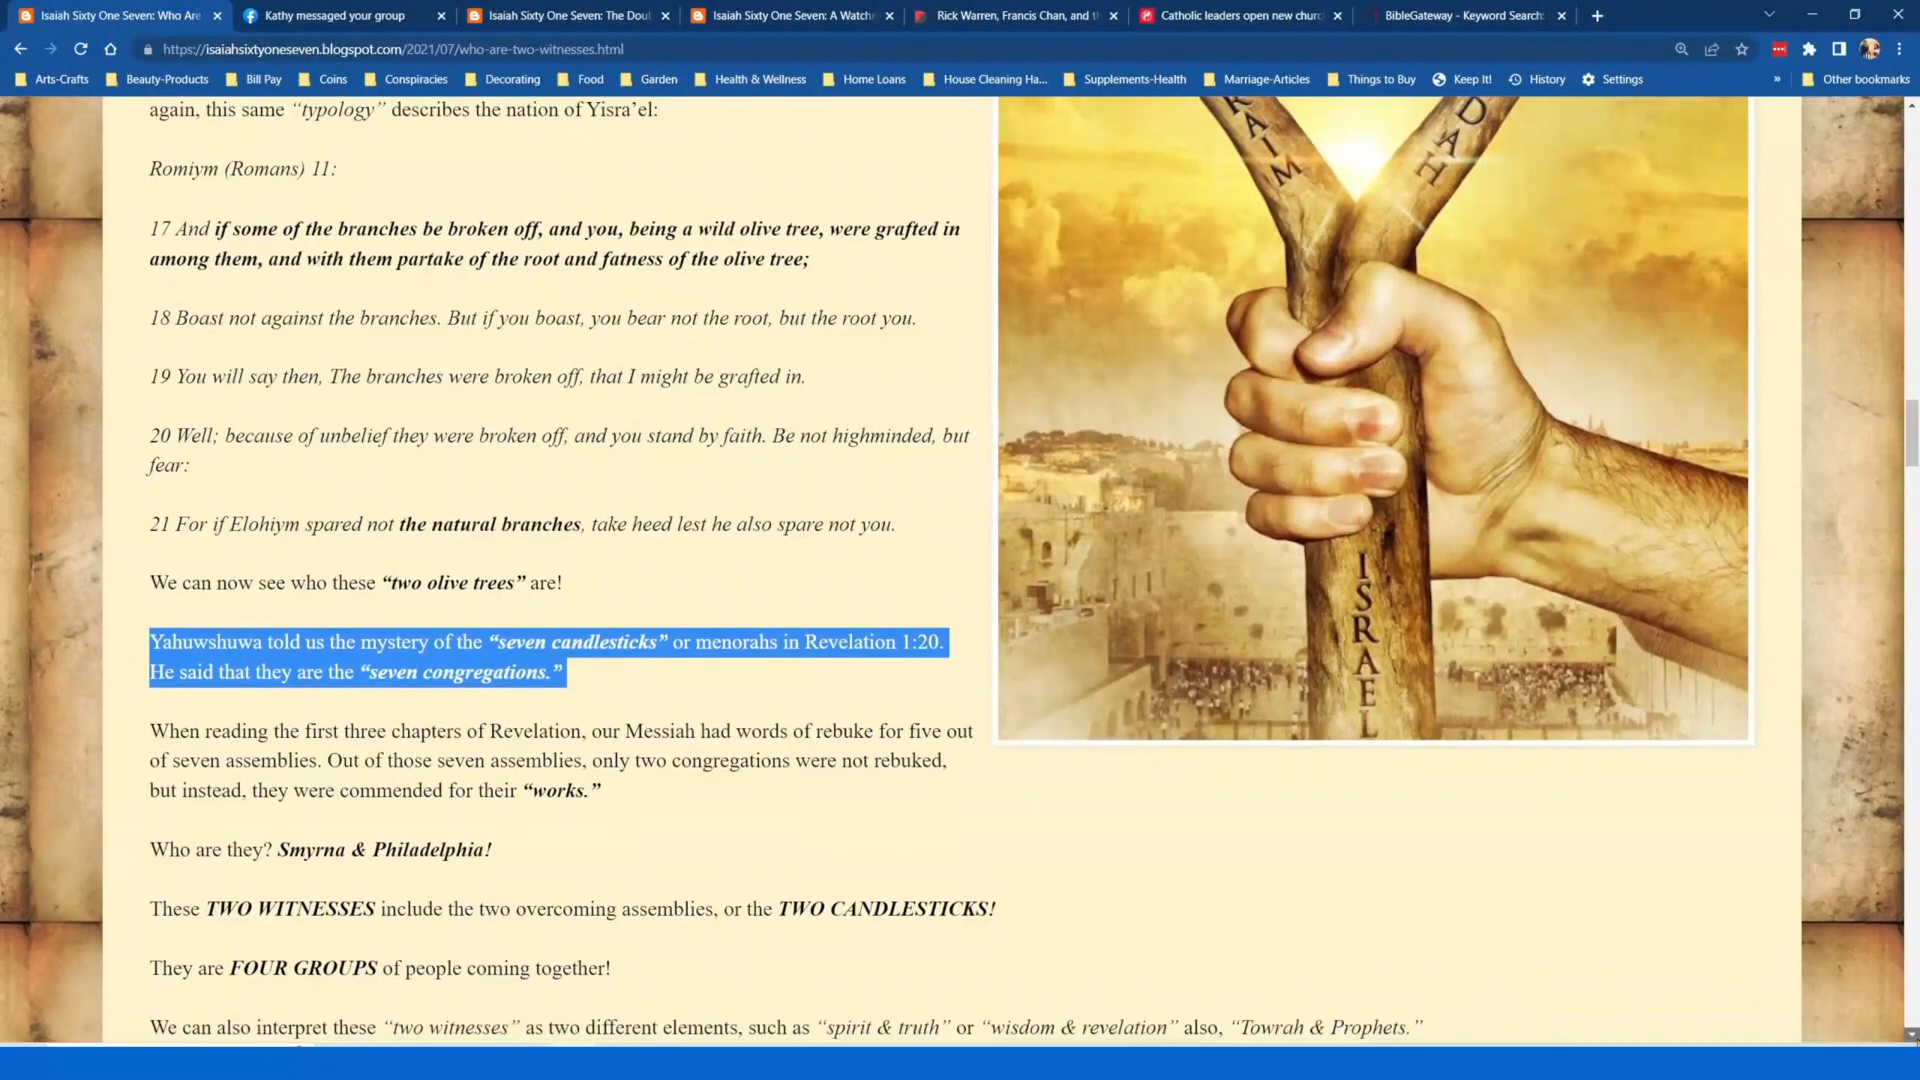 Isaiah Sixty One Seven: Who Are
Kathy messaged your group
Isaiah Sixty One Seven: The Dou
Isaiah Sixty One Seven: A Watch
Rick Warren, Francis Chan, and th
Catholic leaders open new churc
BibleGateway - Keyword Search:
https://isaiahsixtyoneseven.blogspot.com/2021/07/who-are-two-witnesses.html
Arts-Crafts Beauty-Products Bill Pay Coins Conspiracies Decorating Food Garden Health & Wellness Home Loans House Cleaning Ha... Supplements-Health Marriage-Articles Things to Buy Keep It! History Settings » Other bookmarks
again, this same “typology” describes the nation of Yisra’el:
Romiym (Romans) 11:
17 And if some of the branches be broken off, and you, being a wild olive tree, were grafted in
among them, and with them partake of the root and fatness of the olive tree;
18 Boast not against the branches. But if you boast, you bear not the root, but the root you.
19 You will say then, The branches were broken off, that I might be grafted in.
20 Well; because of unbelief they were broken off, and you stand by faith. Be not highminded, but
fear:
21 For if Elohiym spared not the natural branches, take heed lest he also spare not you.
We can now see who these “two olive trees” are!
Yahuwshuwa told us the mystery of the “seven candlesticks” or menorahs in Revelation 1:20.
He said that they are the “seven congregations.”
When reading the first three chapters of Revelation, our Messiah had words of rebuke for five out
of seven assemblies. Out of those seven assemblies, only two congregations were not rebuked,
but instead, they were commended for their “works.”
Who are they? Smyrna & Philadelphia!
These TWO WITNESSES include the two overcoming assemblies, or the TWO CANDLESTICKS!
They are FOUR GROUPS of people coming together!
We can also interpret these “two witnesses” as two different elements, such as “spirit & truth” or “wisdom & revelation” also, “Towrah & Prophets.”
RAIM
DAH
ISRAEL